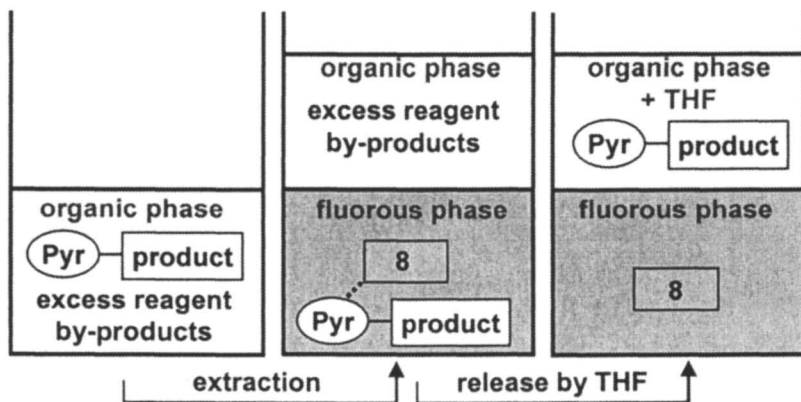 organic phase
Pyr product
excess reagent
by-products
organic phase
excess reagent
by-products
fluorous phase
8
Pyr product
organic phase
+ THF
Pyr product
fluorous phase
8
extraction
release by THF